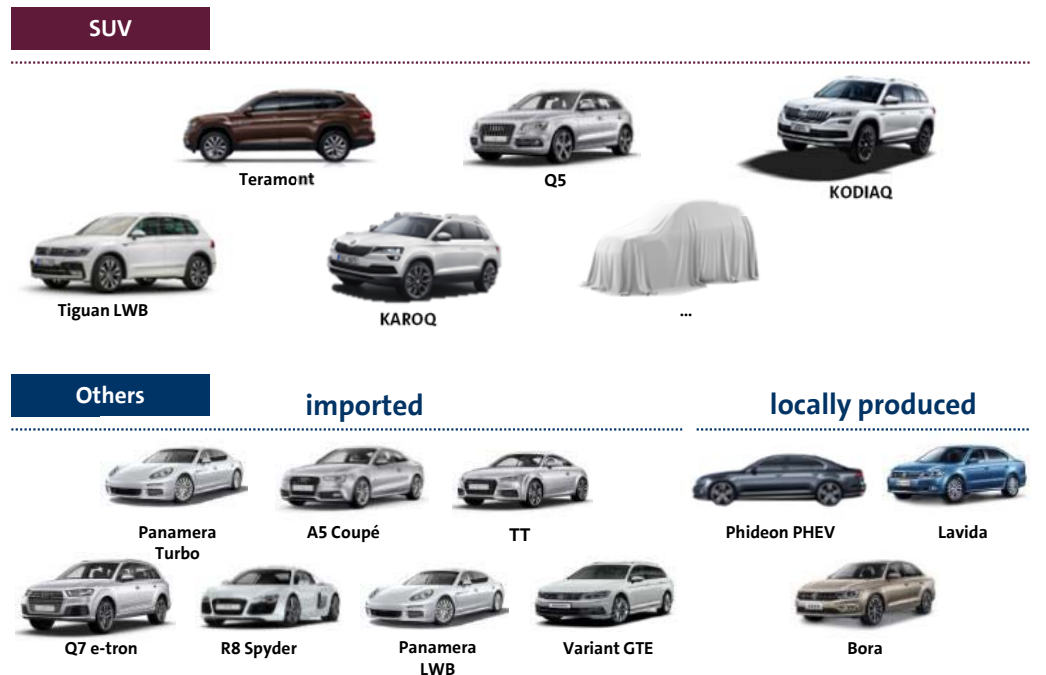 SUV
Teramont
Q5
KODIAQ
Tiguan LWB
KAROQ
...
Others
imported
locally produced
Panamera
Turbo
A5 Coupé
TT
Phideon PHEV
Lavida
Q7 e-tron
R8 Spyder
Panamera
LWB
Variant GTE
Bora